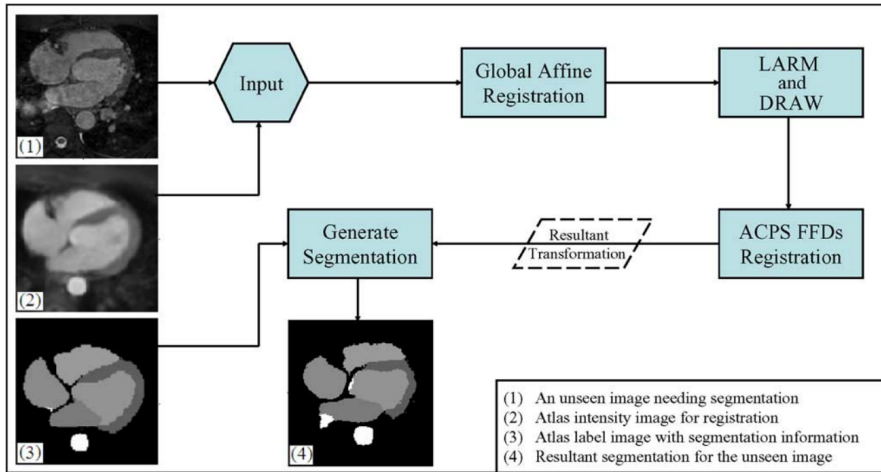 Input
Global Affine
Registration
LARM
and
DRAW
(1)
Generate
Segmentation
Resultant
Transformation
ACPS FFDs
Registration
(2)
(3)
(4)
(1) An unseen image needing segmentation
(2) Atlas intensity image for registration
(3) Atlas label image with segmentation information
(4) Resultant segmentation for the unseen image